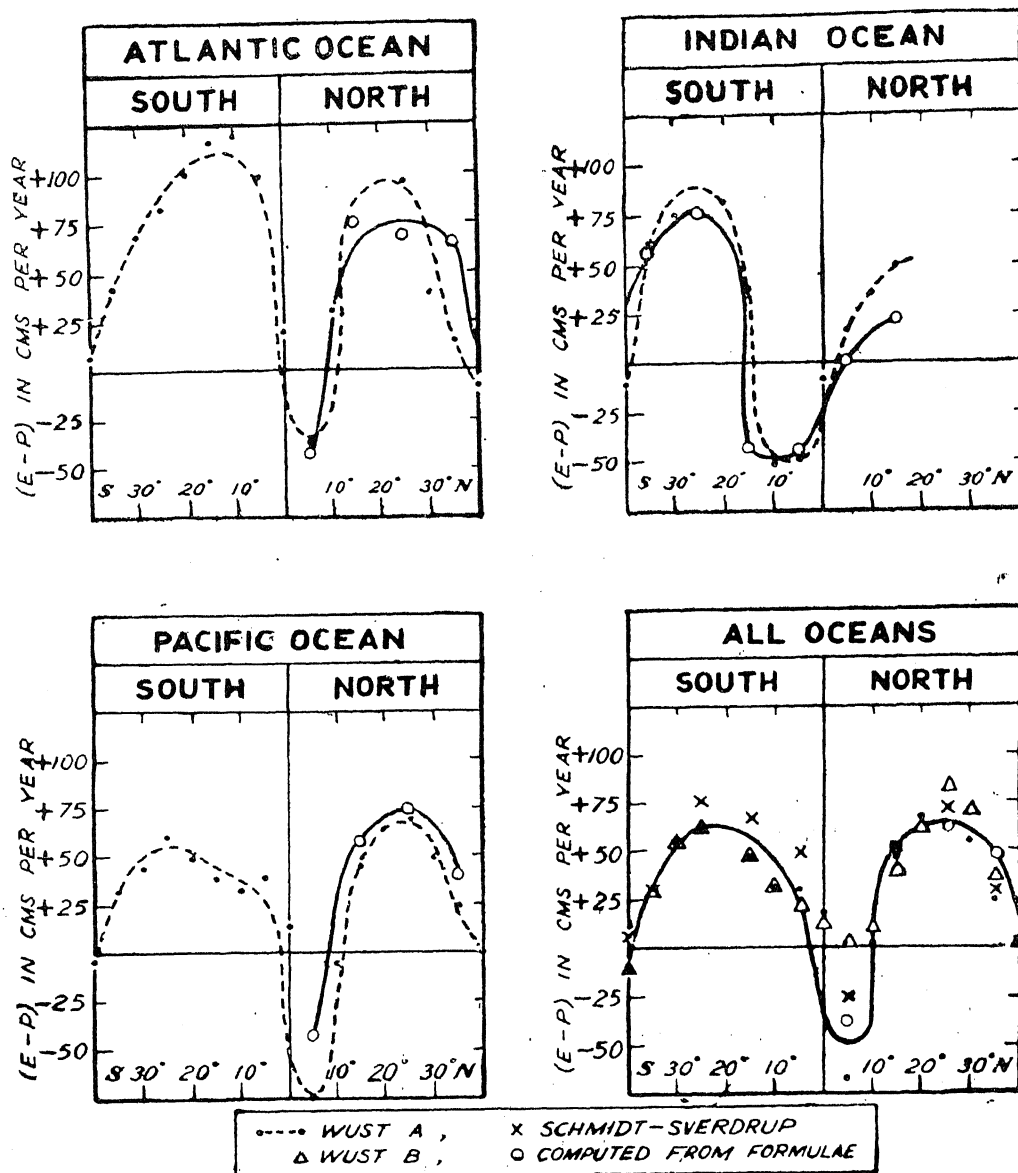 ATLANTIC OCEAN
SOUTH NORTH
(E-P) IN CMS PER YEAR
+100
+75
+50
+25
-25
-50
S 30° 20° 10° 10° 20° 30° N
INDIAN OCEAN
SOUTH NORTH
(E-P) IN CMS PER YEAR
+100
+75
+50
+25
-25
-50
S 30° 20° 10° 10° 20° 30° N
PACIFIC OCEAN
SOUTH NORTH
(E-P) IN CMS PER YEAR
+100
+75
+50
+25
-25
-50
S 30° 20° 10° 10° 20° 30° N
ALL OCEANS
SOUTH NORTH
(E-P) IN CMS PER YEAR
+100
+75
+50
+25
-25
-50
S 30° 20° 10° 10° 20° 30° N
WUST A, × SCHMIDT-SVERDRUP
△ WUST B, ○ COMPUTED FROM FORMULAE